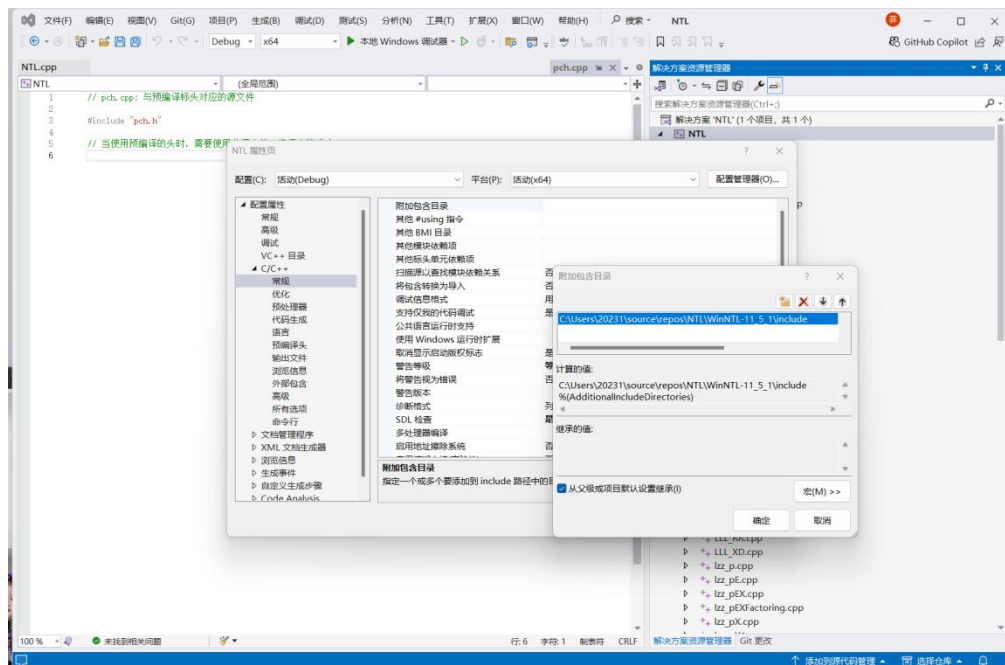 文件(F) 编辑(E) 视图(V) Git(G) 项目(P) 生成(B) 调试(D) 测试(S) 分析(N) 工具(T) 扩展(X) 窗口(W) 帮助(H) 搜索 NTL
Debug x64 本地 Windows 调试器 GitHub Copilot
NTL.cpp pch.cpp 解决方案资源管理器
NTL (全局范围)
搜索解决方案资源管理器(Ctrl+;)
1 // pch.cpp: 与预编译标头对应的源文件
2
3 #include "pch.h"
4
5 // 当使用预编译的头时，需要使用
6
解决方案 'NTL' (1 个项目，共 1 个)
NTL
NTL 属性页
配置(C): 活动(Debug) 平台(P): 活动(x64) 配置管理器(O)...
配置属性
常规
高级
调试
VC++ 目录
C/C++
常规
优化
预处理器
代码生成
语言
预编译头
输出文件
浏览信息
外部包含
高级
所有选项
命令行
文档管理程序
XML 文档生成器
浏览信息
生成事件
自定义生成步骤
Code Analysis
附加包含目录
其他 #using 指令
其他 BMI 目录
其他模块依赖项
其他标头单元依赖项
扫描源以查找模块依赖关系 否
将包含转换为导入 否
调试信息格式 用
支持仅我的代码调试 是
公共语言运行时支持
使用 Windows 运行时扩展
取消显示启动版权标志 是
警告等级 等
将警告视为错误 否
警告版本
诊断格式 列
SDL 检查 是
多处理器编译
启用地址擦除系统 否
附加包含目录
指定一个或多个要添加到 include 路径中的目
附加包含目录
C:\Users\20231\source\repos\NTL\WinNTL-11_5_1\include
计算的值:
C:\Users\20231\source\repos\NTL\WinNTL-11_5_1\include
%(AdditionalIncludeDirectories)
继承的值:
从父级或项目默认设置继承(I)
宏(M) >>
确定 取消
LLL_RR.cpp
LLL_XD.cpp
lzz_p.cpp
lzz_pE.cpp
lzz_pEX.cpp
lzz_pEXFactoring.cpp
lzz_pX.cpp
100 % 未找到相关问题 行: 6 字符: 1 制表符 CRLF 解决方案资源管理器 Git 更改
添加到源代码管理 选择仓库